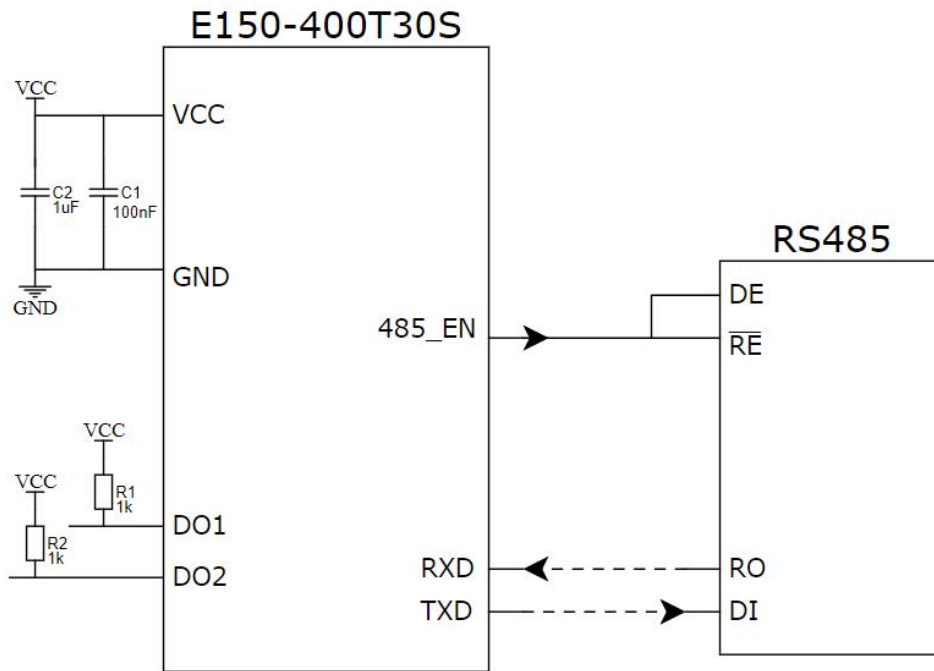 E150-400T30S
VCC
VCC
C2
1uF
C1
100nF
GND
GND
RS485
DE
485_EN
RE
VCC
VCC
R1
1k
R2
1k
DO1
DO2
RXD
RO
TXD
DI